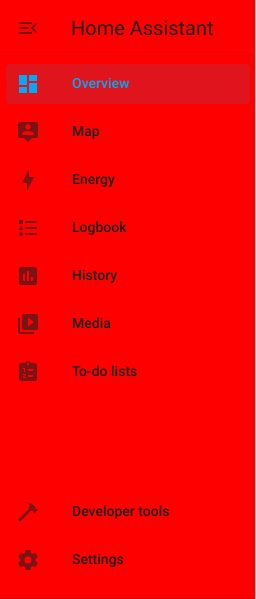 Home Assistant
Overview
Map
Energy
Logbook
History
Media
To-do lists
Developer tools
Settings